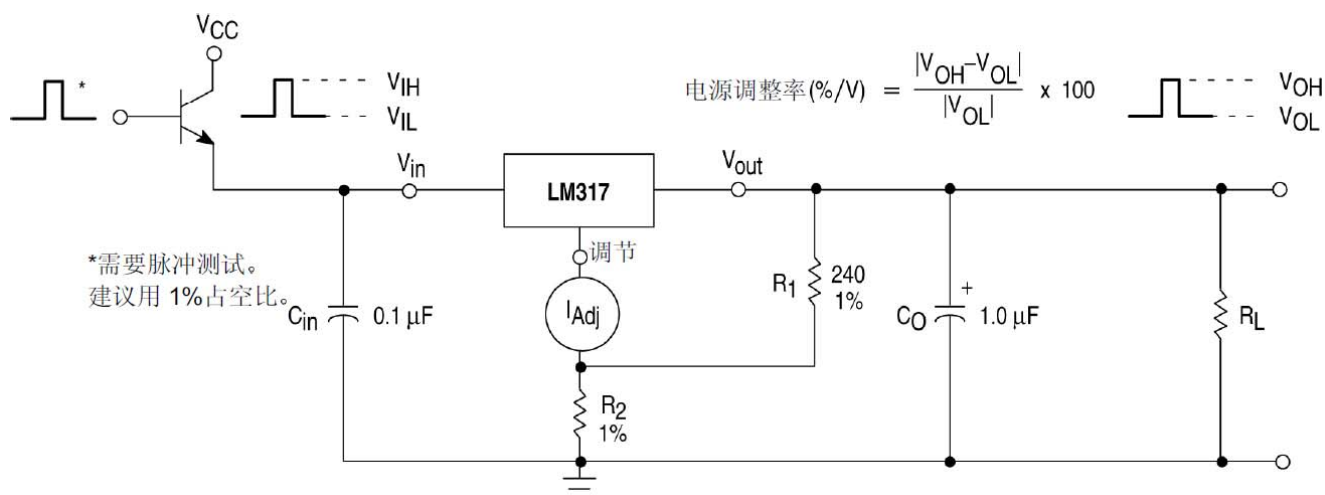 VCC
*
VIH
VIL
电源调整率(%/V) = |VOH–VOL| / |VOL| x 100
VOH
VOL
Vin
LM317
Vout
调节
*需要脉冲测试。
建议用 1%占空比。
Cin
0.1 µF
IAdj
R1
240
1%
CO
+
1.0 µF
RL
R2
1%